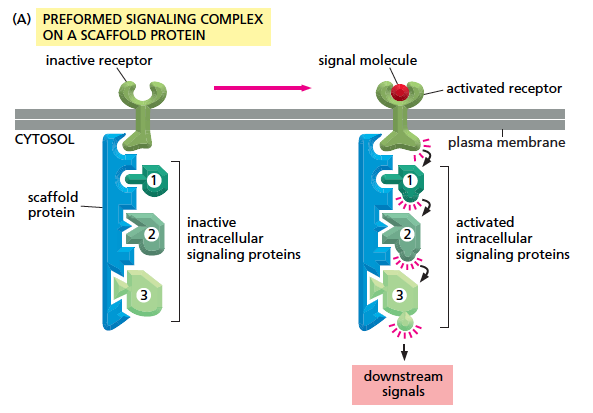 (A) PREFORMED SIGNALING COMPLEX
ON A SCAFFOLD PROTEIN
inactive receptor
signal molecule
activated receptor
CYTOSOL
plasma membrane
scaffold
protein
1
2
3
inactive
intracellular
signaling proteins
1
2
3
activated
intracellular
signaling proteins
downstream
signals